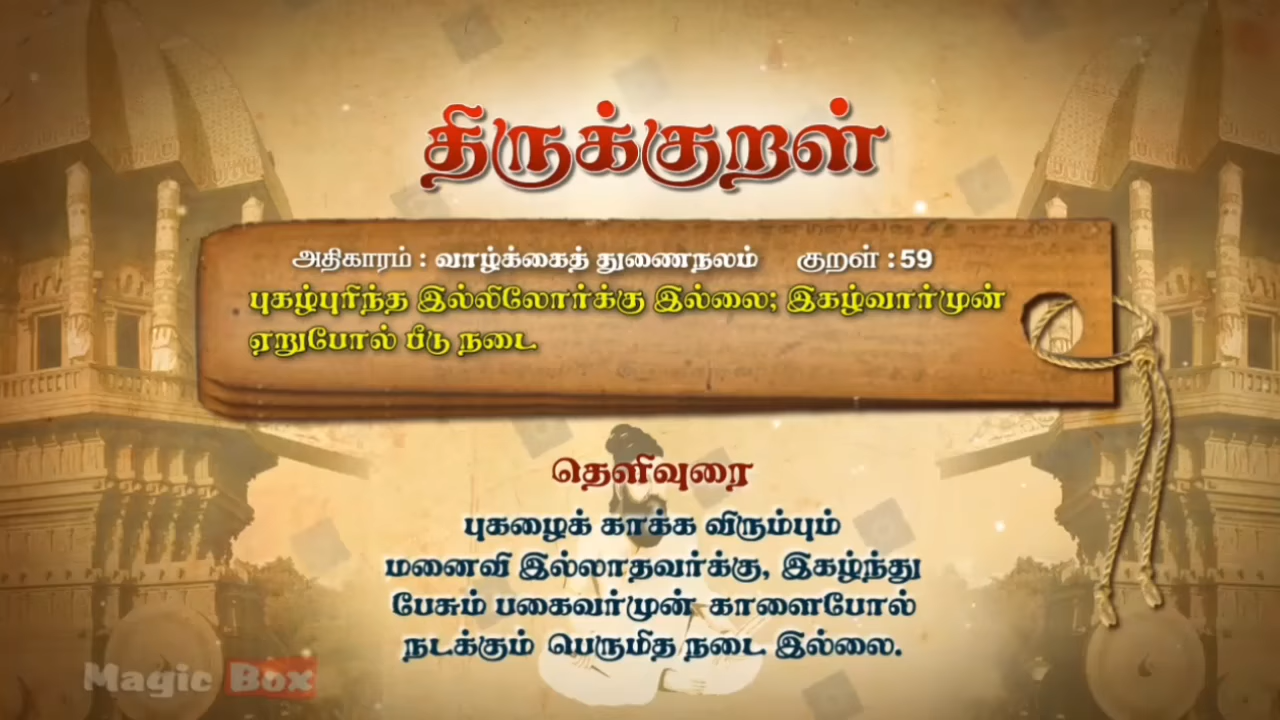 திருக்குறள்
அதிகாரம் : வாழ்க்கைத் துணைநலம் குறள் : 59
புகழ்புரிந்த இல்லிலோர்க்கு இல்லை; இகழ்வார்முன்
ஏறுபோல் பீடு நடை
தெளிவுரை
புகழைக் காக்க விரும்பும்
மனைவி இல்லாதவர்க்கு, இகழ்ந்து
பேசும் பகைவர்முன் காளைபோல்
நடக்கும் பெருமித நடை இல்லை.
Magic Box